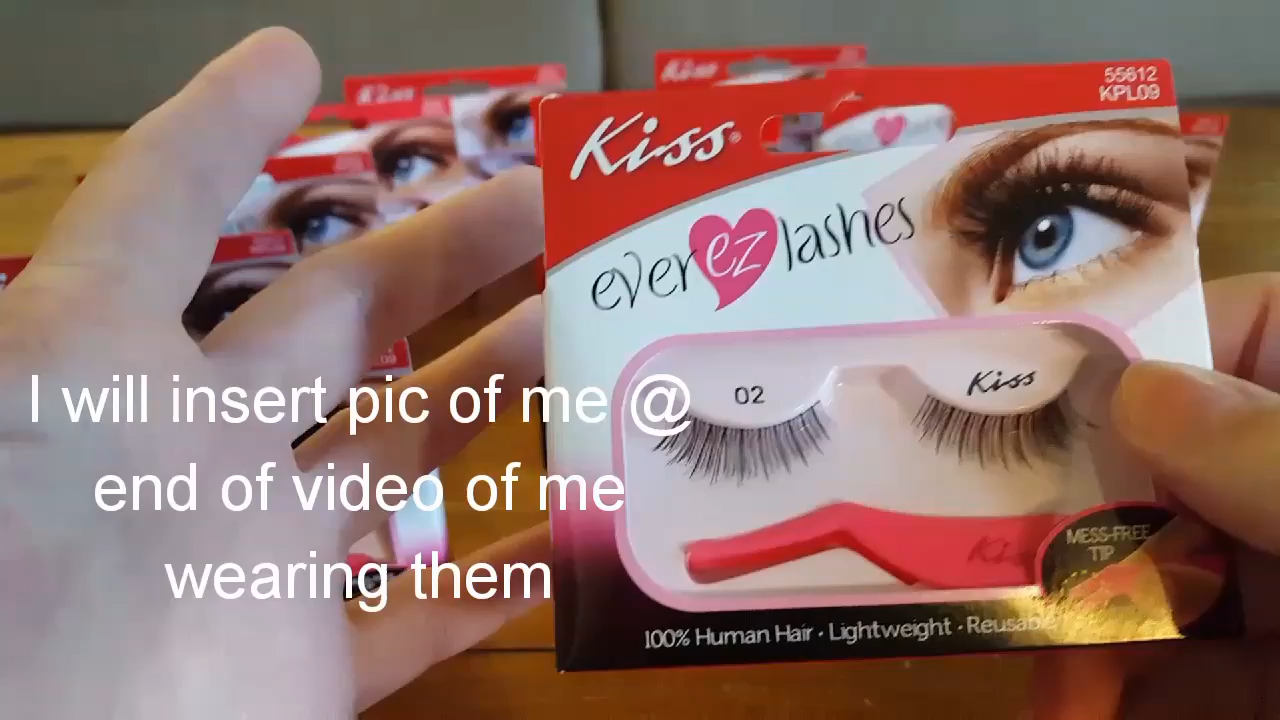 Kiss
55612
KPL09
Kiss
ever ez lashes
02
Kiss
I will insert pic of me @
end of video of me
wearing them
MESS-FREE
TIP
100% Human Hair · Lightweight · Reusable